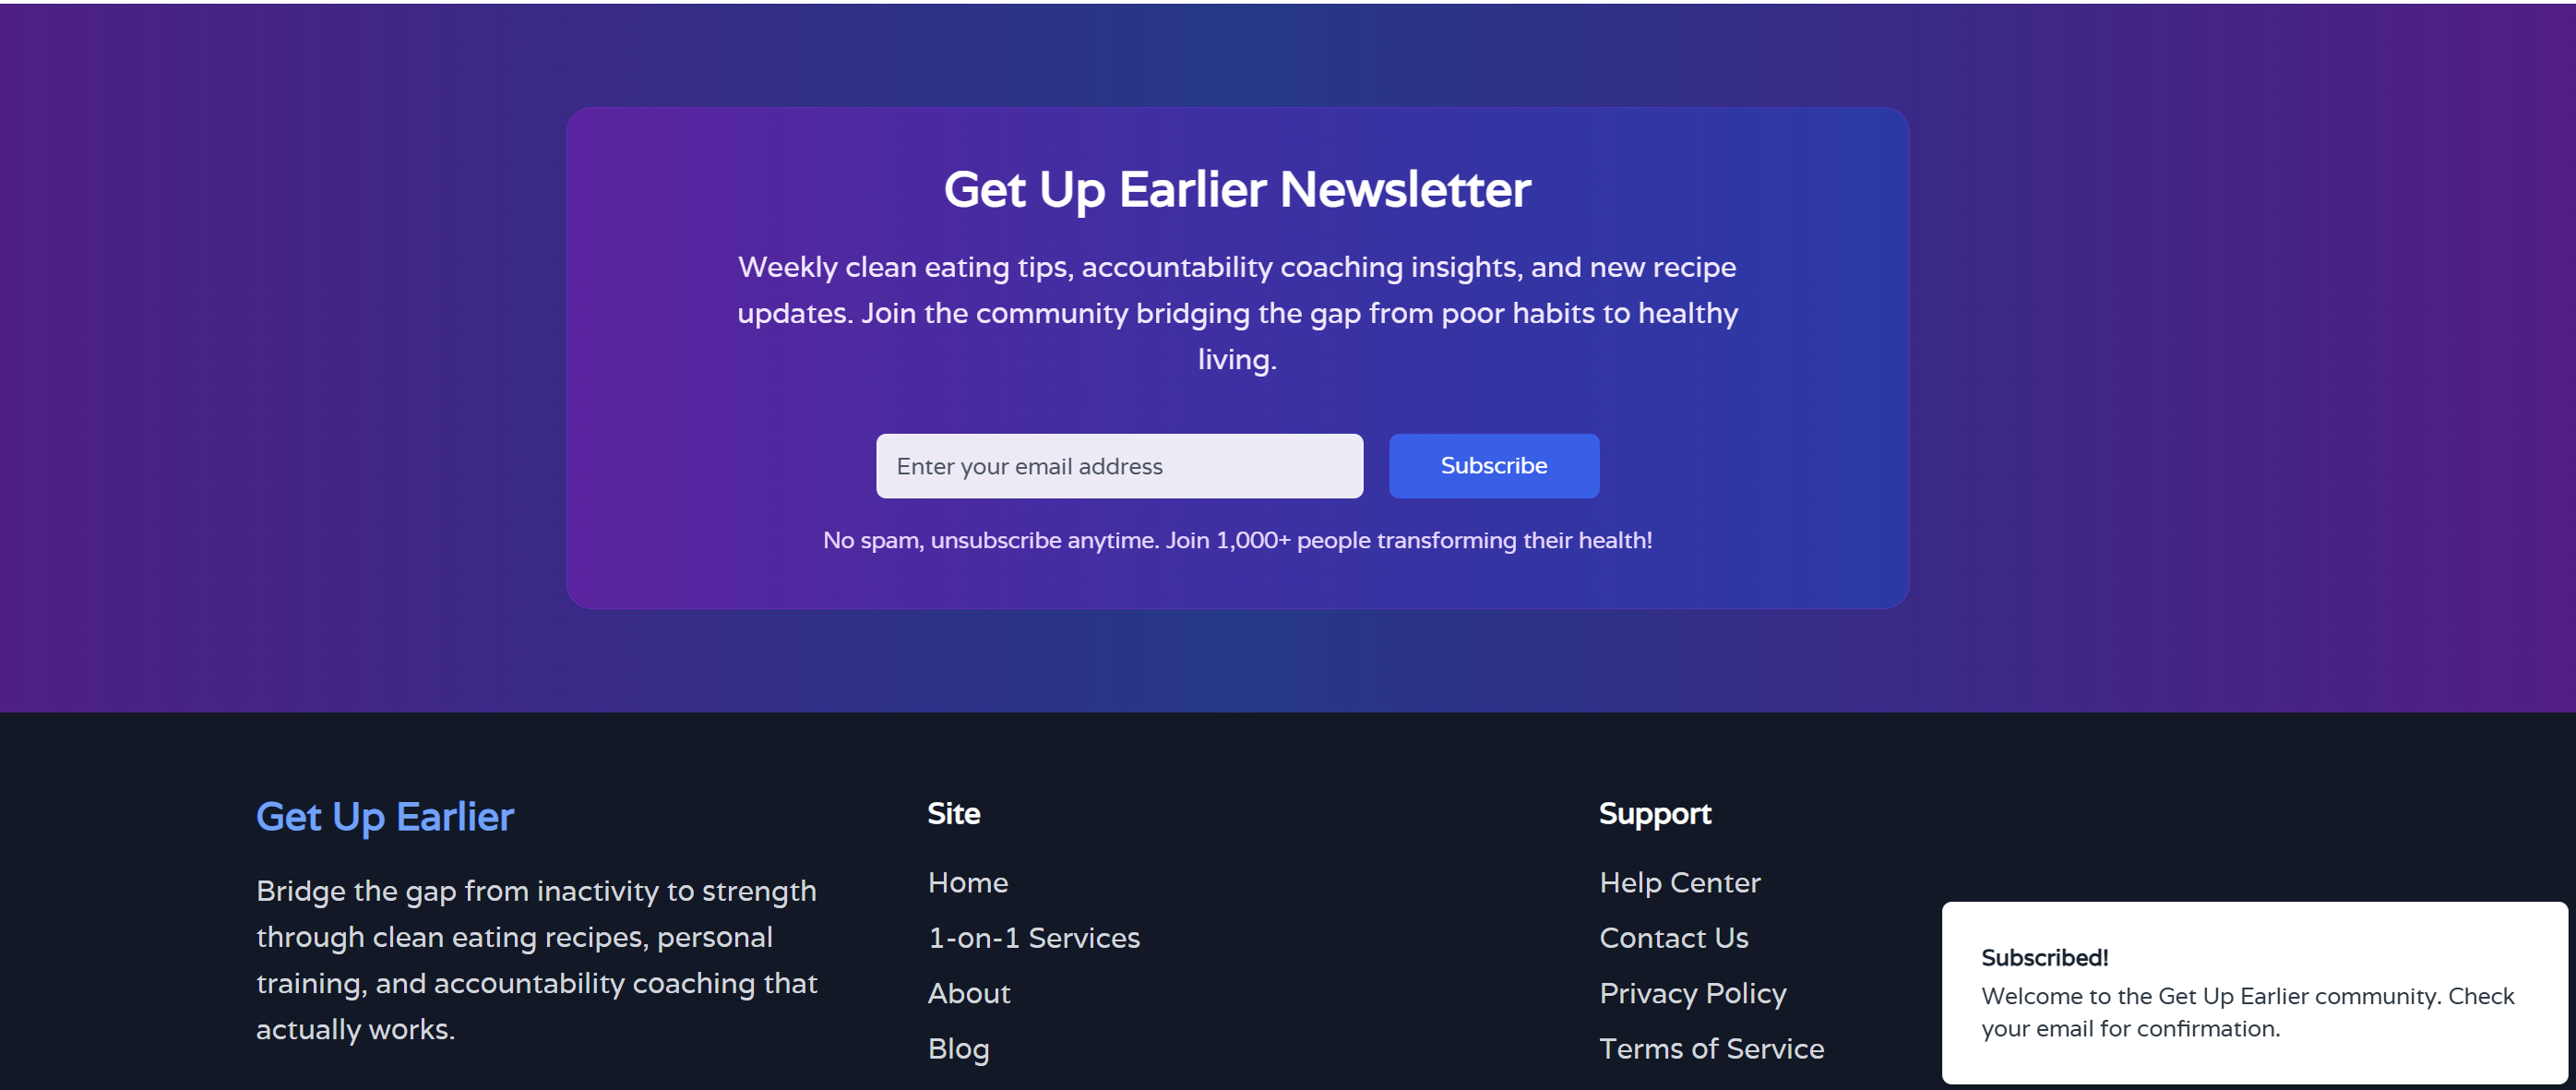 Get Up Earlier Newsletter
Weekly clean eating tips, accountability coaching insights, and new recipe
updates. Join the community bridging the gap from poor habits to healthy
living.
Enter your email address
Subscribe
No spam, unsubscribe anytime. Join 1,000+ people transforming their health!
Get Up Earlier
Bridge the gap from inactivity to strength
through clean eating recipes, personal
training, and accountability coaching that
actually works.
Site
Home
1-on-1 Services
About
Blog
Support
Help Center
Contact Us
Privacy Policy
Terms of Service
Subscribed!
Welcome to the Get Up Earlier community. Check
your email for confirmation.